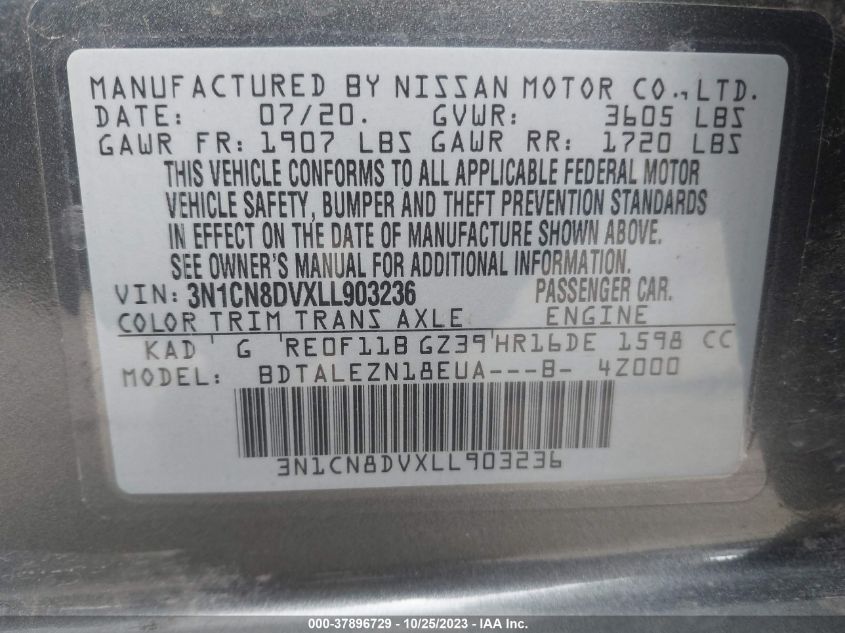 MANUFACTURED BY NISSAN MOTOR CO., LTD.
DATE: 07/20. GVWR: 3605 LBS
GAWR FR: 1907 LBS GAWR RR: 1720 LBS
THIS VEHICLE CONFORMS TO ALL APPLICABLE FEDERAL MOTOR
VEHICLE SAFETY, BUMPER AND THEFT PREVENTION STANDARDS
IN EFFECT ON THE DATE OF MANUFACTURE SHOWN ABOVE.
SEE OWNER'S MANUAL FOR ADDITIONAL INFORMATION.
VIN: 3N1CN8DVXLL903236 PASSENGER CAR.
COLOR TRIM TRANS AXLE ENGINE
KAD ' G ' RE0F11B GZ39 ' HR16DE 1598 CC
MODEL: BDTALEZN18EUA---B- 4Z000
3N1CN8DVXLL903236
000-37896729 - 10/25/2023 - IAA Inc.